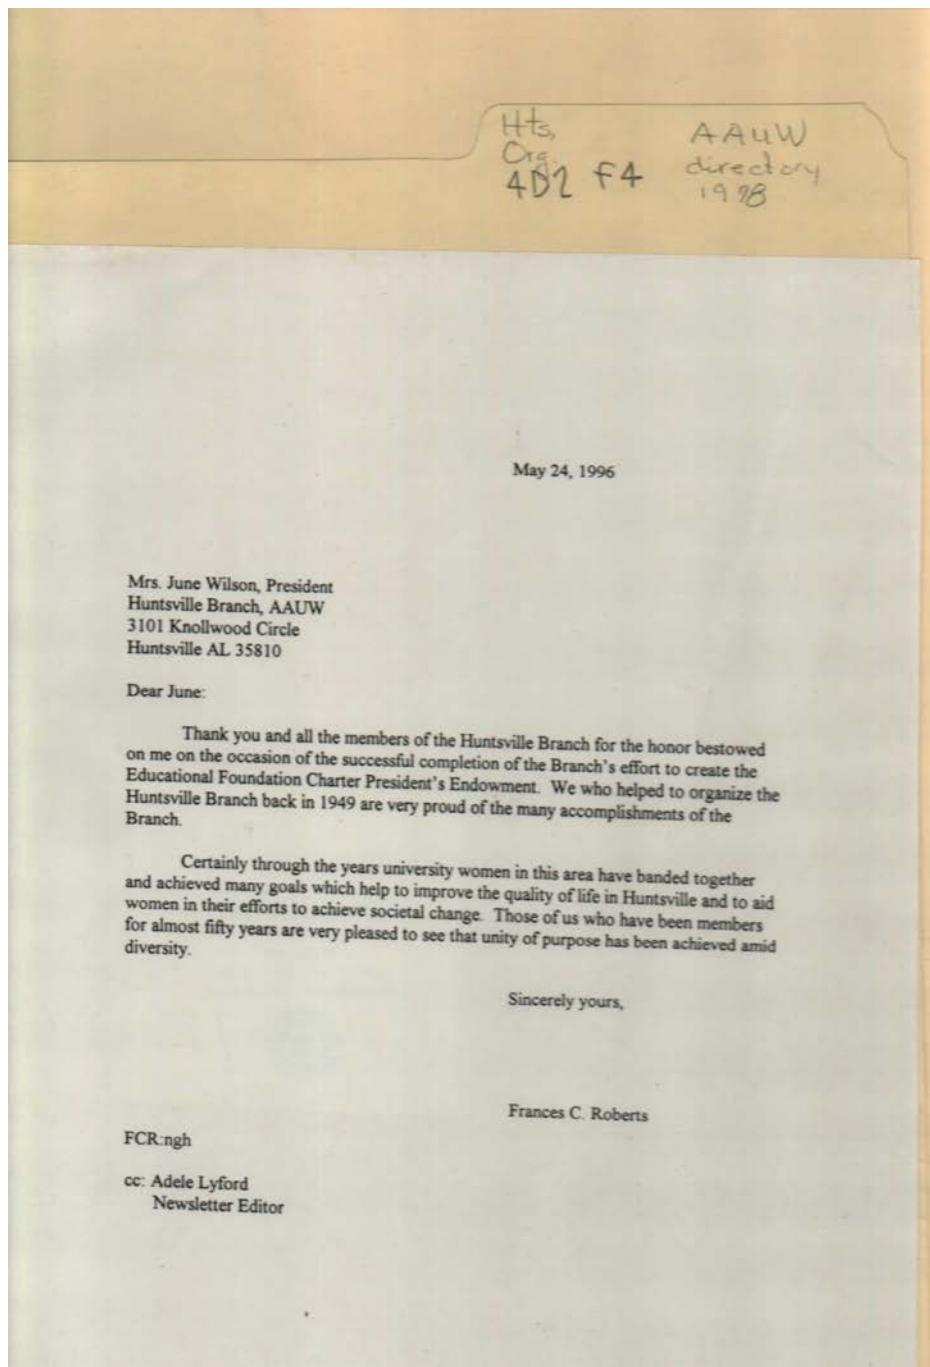 Hts, AAUW
Org. directory
4D2 F4 1978
May 24, 1996
Mrs. June Wilson, President
Huntsville Branch, AAUW
3101 Knollwood Circle
Huntsville AL 35810
Dear June:
Thank you and all the members of the Huntsville Branch for the honor bestowed
on me on the occasion of the successful completion of the Branch's effort to create the
Educational Foundation Charter President's Endowment. We who helped to organize the
Huntsville Branch back in 1949 are very proud of the many accomplishments of the
Branch.
Certainly through the years university women in this area have banded together
and achieved many goals which help to improve the quality of life in Huntsville and to aid
women in their efforts to achieve societal change. Those of us who have been members
for almost fifty years are very pleased to see that unity of purpose has been achieved amid
diversity.
Sincerely yours,
Frances C. Roberts
FCR:ngh
cc: Adele Lyford
Newsletter Editor